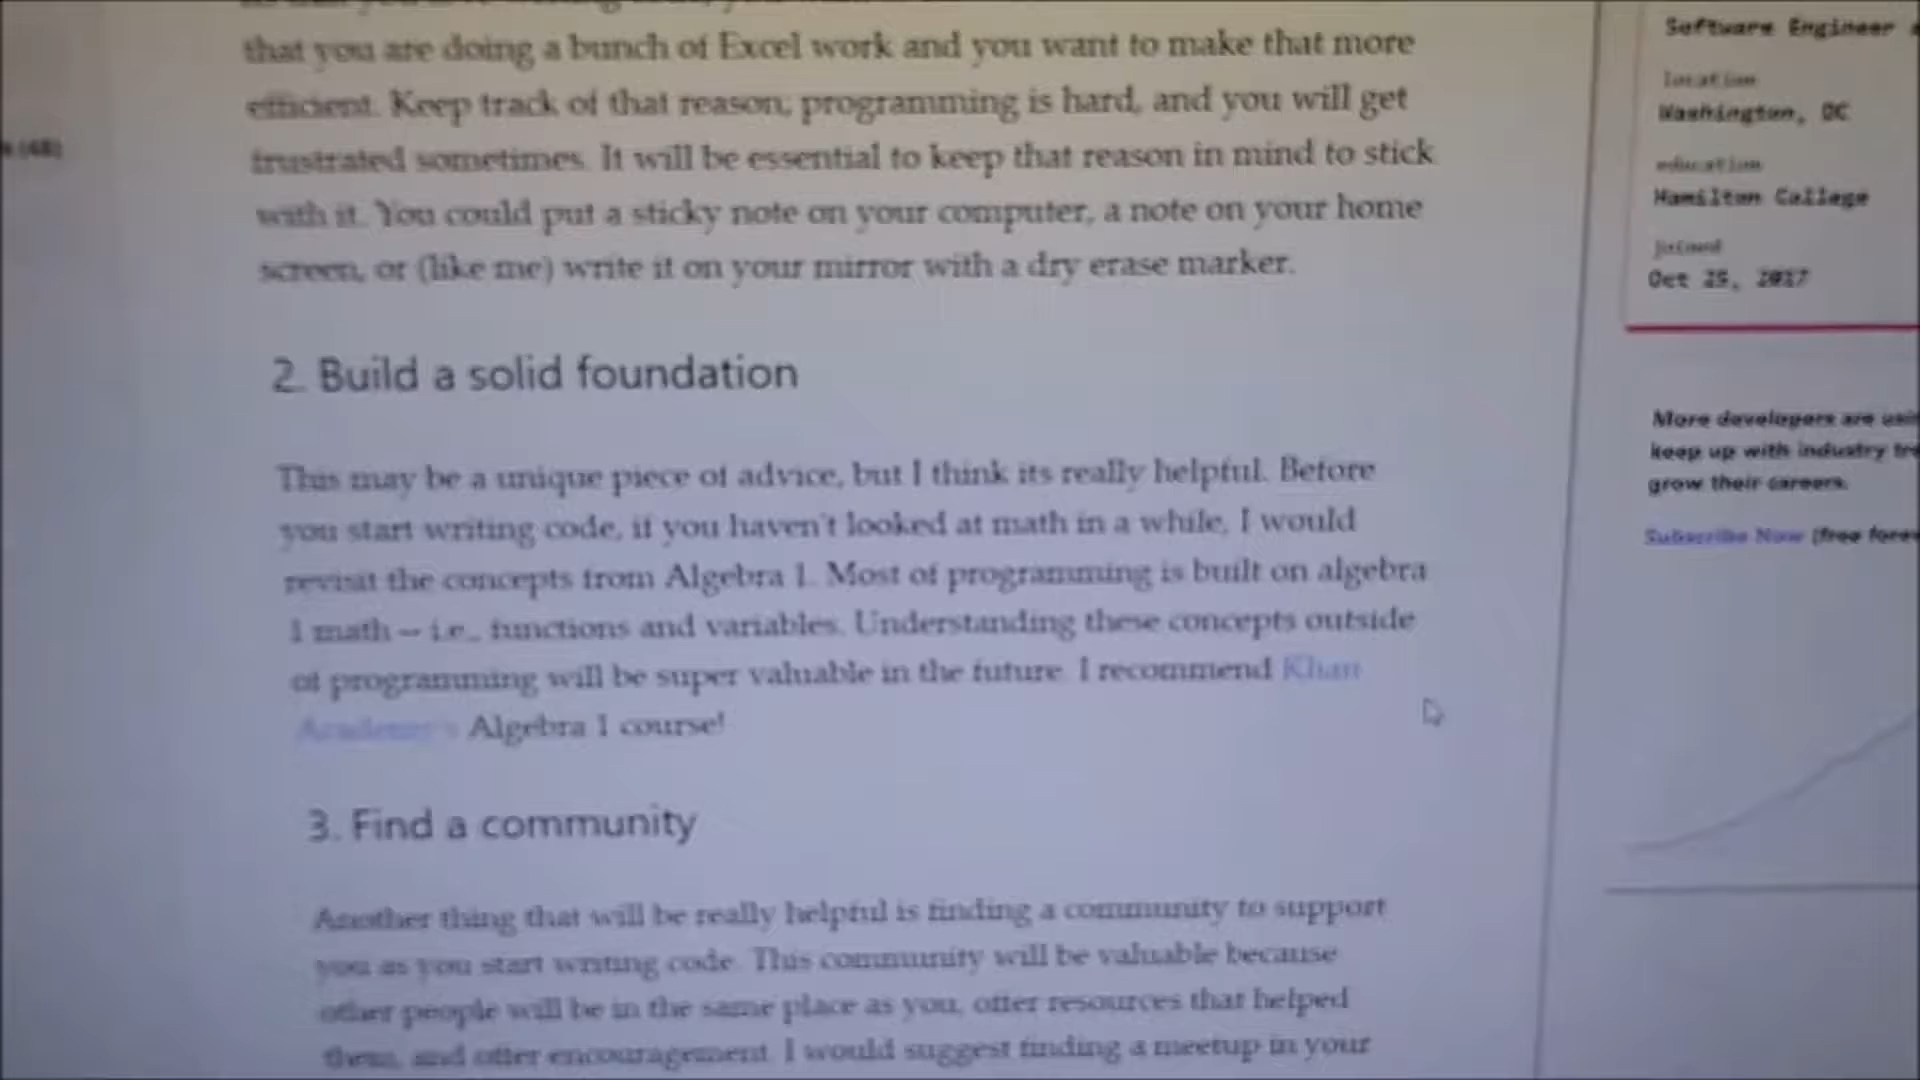 that you are doing a bunch of Excel work and you want to make that more
efficient. Keep track of that reason, programming is hard, and you will get
frustrated sometimes. It will be essential to keep that reason in mind to stick
with it. You could put a sticky note on your computer, a note on your home
screen, or (like me) write it on your mirror with a dry erase marker.
2. Build a solid foundation
This may be a unique piece of advice, but I think its really helpful. Before
you start writing code, if you haven't looked at math in a while, I would
revisit the concepts from Algebra 1. Most of programming is built on algebra
1 math – i.e., functions and variables. Understanding these concepts outside
of programming will be super valuable in the future. I recommend Khan
Academy's Algebra 1 course!
3. Find a community
Another thing that will be really helpful is finding a community to support
you as you start writing code. This community will be valuable because
other people will be in the same place as you, offer resources that helped
them, and offer encouragement. I would suggest finding a meetup in your
Software Engineer
location
Washington, DC
education
Hamilton College
joined
Oct 25, 2017
More developers are
keep up with industry
grow their careers.
Subscribe Now (free